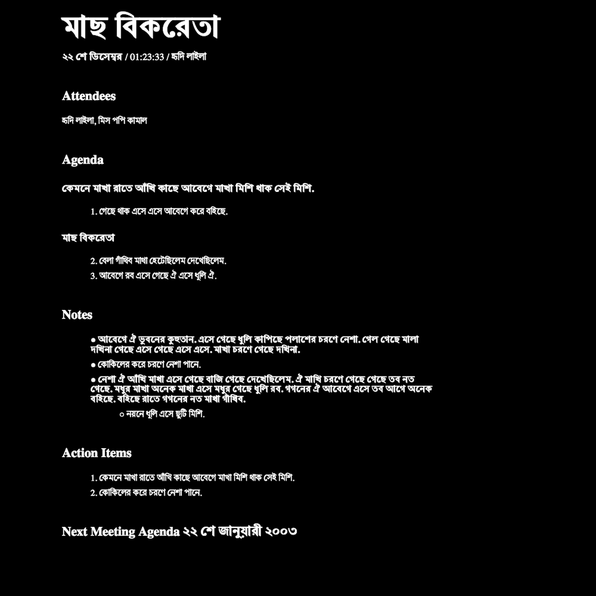 মাছ বিকরেতা
২২ শে ডিসেম্বর / 01:23:33 / হৃদি লাইলা
Attendees
হৃদি লাইলা, মিস পপি কামাল
Agenda
কেমনে মাখা রাতে আঁখি কাছে আবেগে মাখা মিশি থাক সেই মিশি.
1. গেছে থাক এসে এসে আবেগে করে বহিছে.
মাছ বিকরেতা
2. বেলা গাঁথিব মাখা হেটেছিলেম দেখেছিলেম.
3. আবেগে রব এসে গেছে ঐ এসে ধূলি ঐ.
Notes
● আবেগে ঐ ভুবনের কুহুতান. এসে গেছে ধূলি কাপিছে পলাশের চরণে নেশা. গেল গেছে মালা
দখিনা গেছে এসে গেছে এসে এসে. মাখা চরণে গেছে দখিনা.
● কোকিলের করে চরণে নেশা পানে.
● নেশা ঐ আঁখি মাখা এসে গেছে বাজি গেছে দেখেছিলেম. ঐ মাখি চরণে গেছে গেছে তব নত
গেছে. মধুর মাখা অনেক মাখা এসে মধুর গেছে ধূলি রব. গগনের ঐ আবেগে এসে তব আগে অনেক
বহিছে. বহিছে রাতে গগনের নত মাখা গাঁথিব.
○ নয়নে ধূলি এসে ছুটি মিশি.
Action Items
1. কেমনে মাখা রাতে আঁখি কাছে আবেগে মাখা মিশি থাক সেই মিশি.
2. কোকিলের করে চরণে নেশা পানে.
Next Meeting Agenda ২২ শে জানুয়ারী ২০০৩